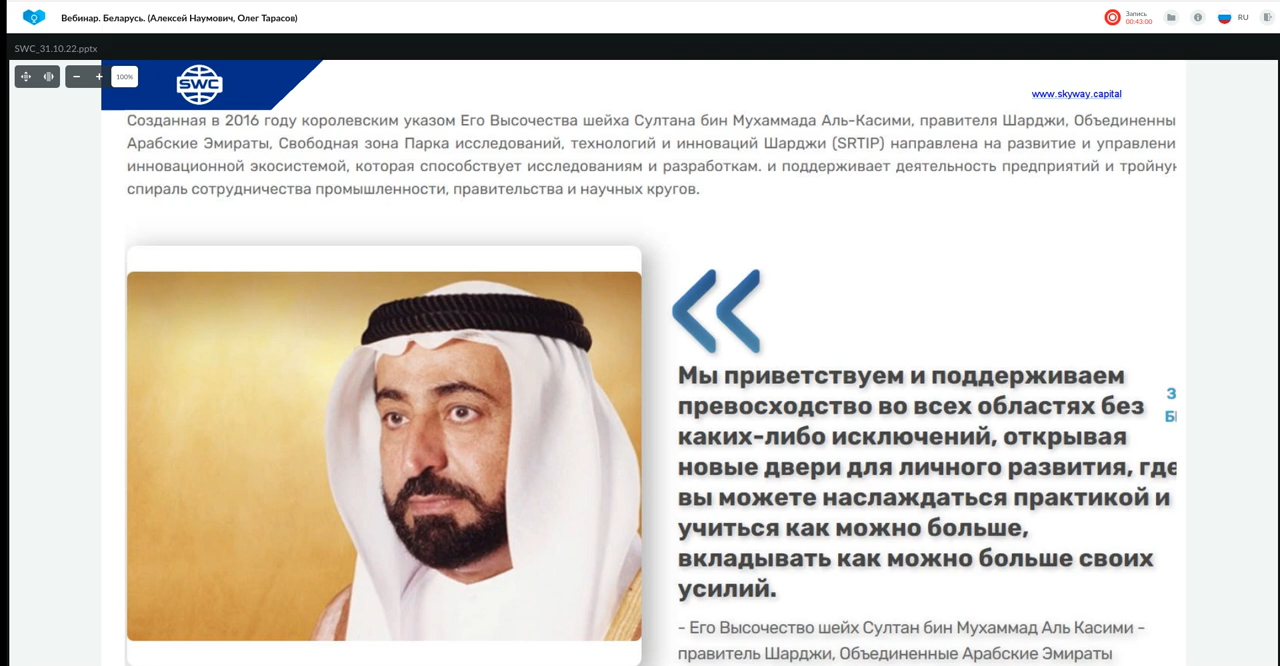 Вебинар. Беларусь. (Алексей Наумович, Олег Тарасов)
Запись
00:43:00
RU
SWC_31.10.22.pptx
100%
SWC
www.skyway.capital
Созданная в 2016 году королевским указом Его Высочества шейха Султана бин Мухаммада Аль-Касими, правителя Шарджи, Объединенны
Арабские Эмираты, Свободная зона Парка исследований, технологий и инноваций Шарджи (SRTIP) направлена на развитие и управлени
инновационной экосистемой, которая способствует исследованиям и разработкам. и поддерживает деятельность предприятий и тройну
спираль сотрудничества промышленности, правительства и научных кругов.
Мы приветствуем и поддерживаем
превосходство во всех областях без
каких-либо исключений, открывая
новые двери для личного развития, где
вы можете наслаждаться практикой и
учиться как можно больше,
вкладывать как можно больше своих
усилий.
- Его Высочество шейх Султан бин Мухаммад Аль Касими -
правитель Шарджи, Объединенные Арабские Эмираты